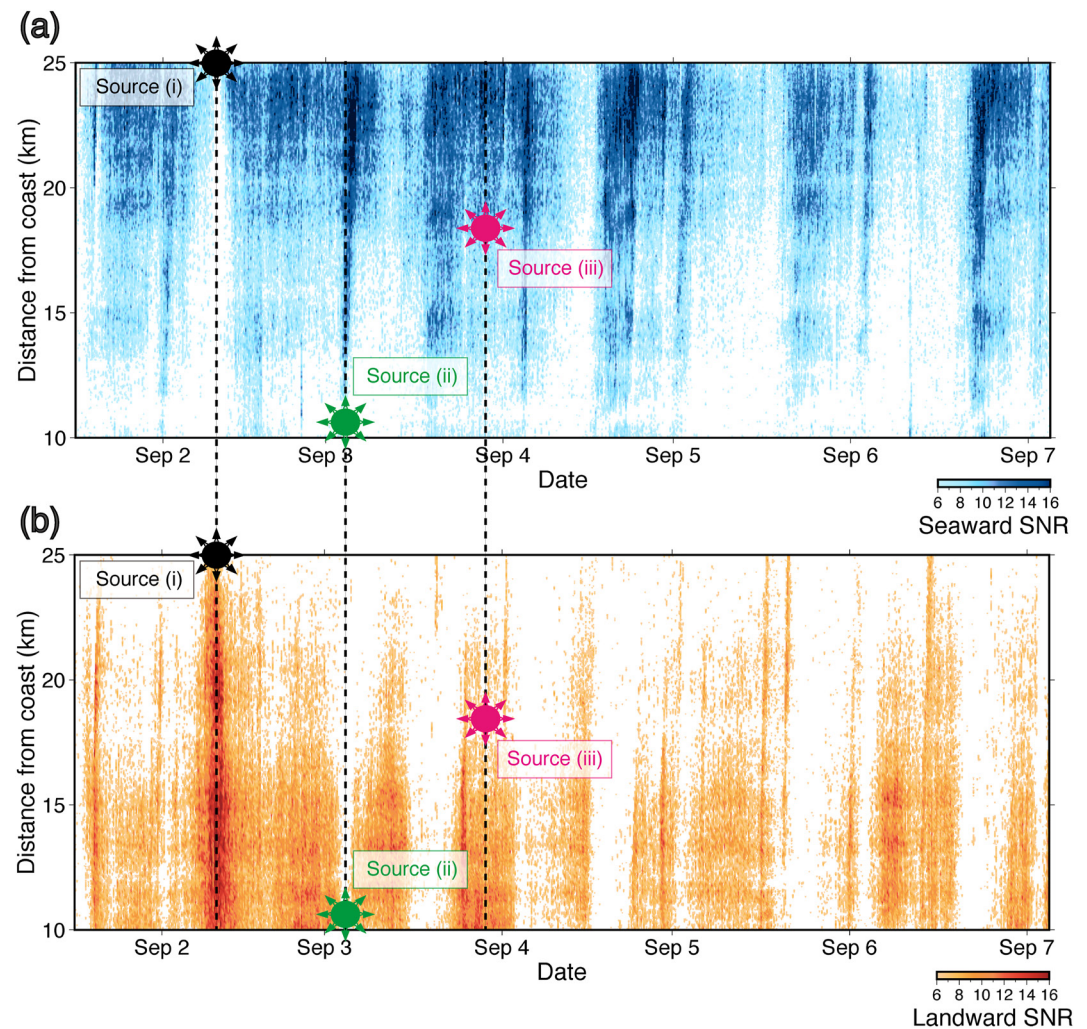 (a)
25
Source (i)
20
Source (iii)
15
Source (ii)
10
Distance from coast (km)
Sep 2 Sep 3 Sep 4 Sep 5 Sep 6 Sep 7
Date
6 8 10 12 14 16
Seaward SNR
(b)
25
Source (i)
20
Source (iii)
15
Source (ii)
10
Distance from coast (km)
Sep 2 Sep 3 Sep 4 Sep 5 Sep 6 Sep 7
Date
6 8 10 12 14 16
Landward SNR